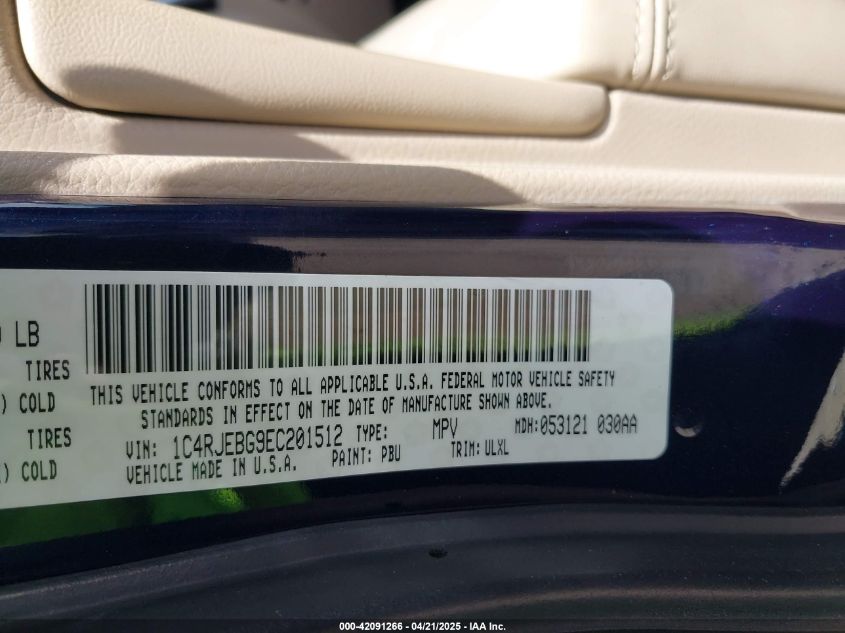 LB
TIRES
) COLD
TIRES
) COLD
THIS VEHICLE CONFORMS TO ALL APPLICABLE U.S.A. FEDERAL MOTOR VEHICLE SAFETY
STANDARDS IN EFFECT ON THE DATE OF MANUFACTURE SHOWN ABOVE.
VIN: 1C4RJEBG9EC201512 TYPE: MPV MDH: 053121 030AA
VEHICLE MADE IN U.S.A. PAINT: PBU TRIM: ULXL
000-42091266 - 04/21/2025 - IAA Inc.